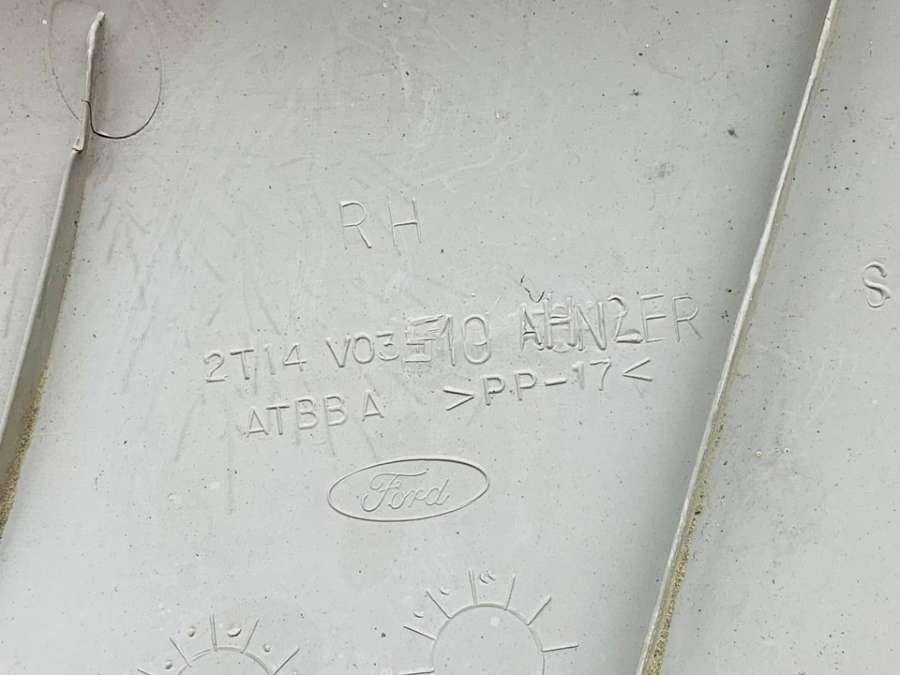 RH
S
2T14 V03510 AHN2ER
ATBBA >PP-17<
Ford